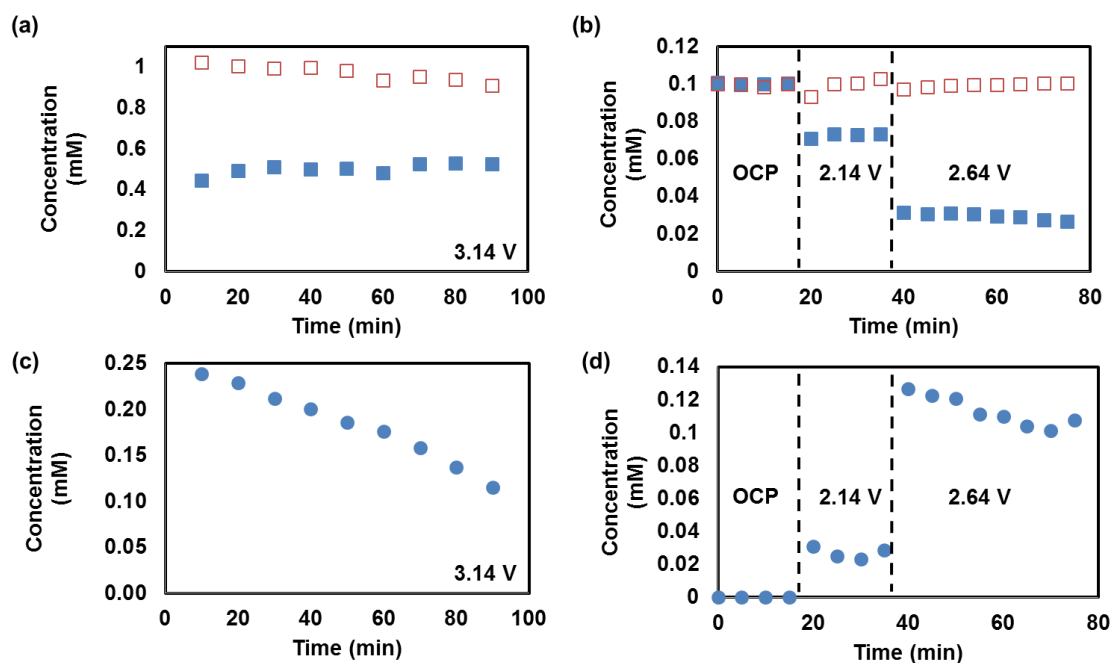 (a)
Concentration
(mM)
1
0.8
0.6
0.4
0.2
0
0 20 40 60 80 100
Time (min)
3.14 V
(b)
Concentration
(mM)
0.12
0.1
0.08
0.06
0.04
0.02
0
0 20 40 60 80
Time (min)
OCP 2.14 V 2.64 V
(c)
Concentration
(mM)
0.25
0.20
0.15
0.10
0.05
0.00
0 20 40 60 80 100
Time (min)
3.14 V
(d)
Concentration
(mM)
0.14
0.12
0.1
0.08
0.06
0.04
0.02
0
0 20 40 60 80
Time (min)
OCP 2.14 V 2.64 V